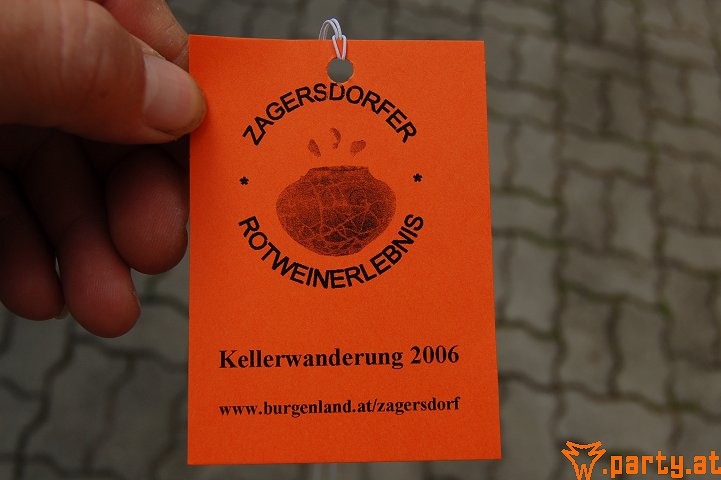 ZAGERSDORFER
* *
ROTWEINERLEBNIS
Kellerwanderung 2006
www.burgenland.at/zagersdorf
party.at